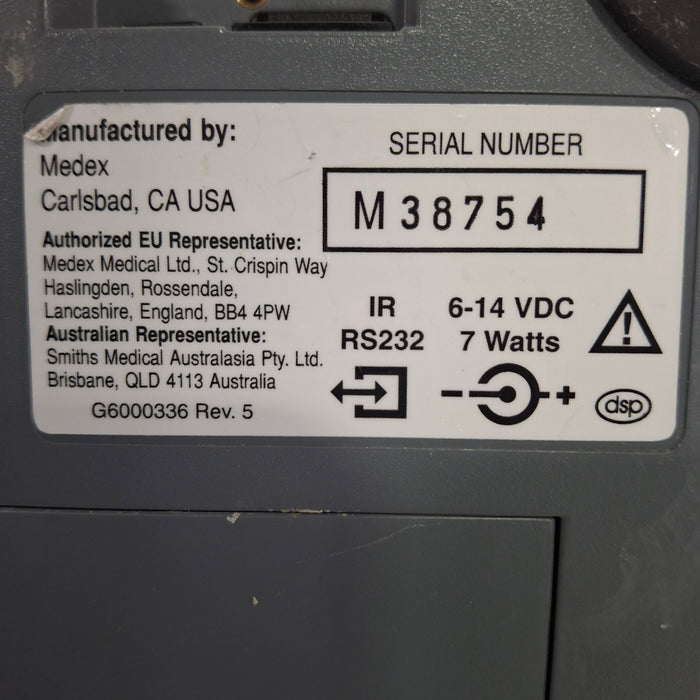 Manufactured by:
Medex
Carlsbad, CA USA
Authorized EU Representative:
Medex Medical Ltd., St. Crispin Way
Haslingden, Rossendale,
Lancashire, England, BB4 4PW
Australian Representative:
Smiths Medical Australasia Pty. Ltd.
Brisbane, QLD 4113 Australia
G6000336 Rev. 5
SERIAL NUMBER
M38754
IR
RS232
6-14 VDC
7 Watts
dsp